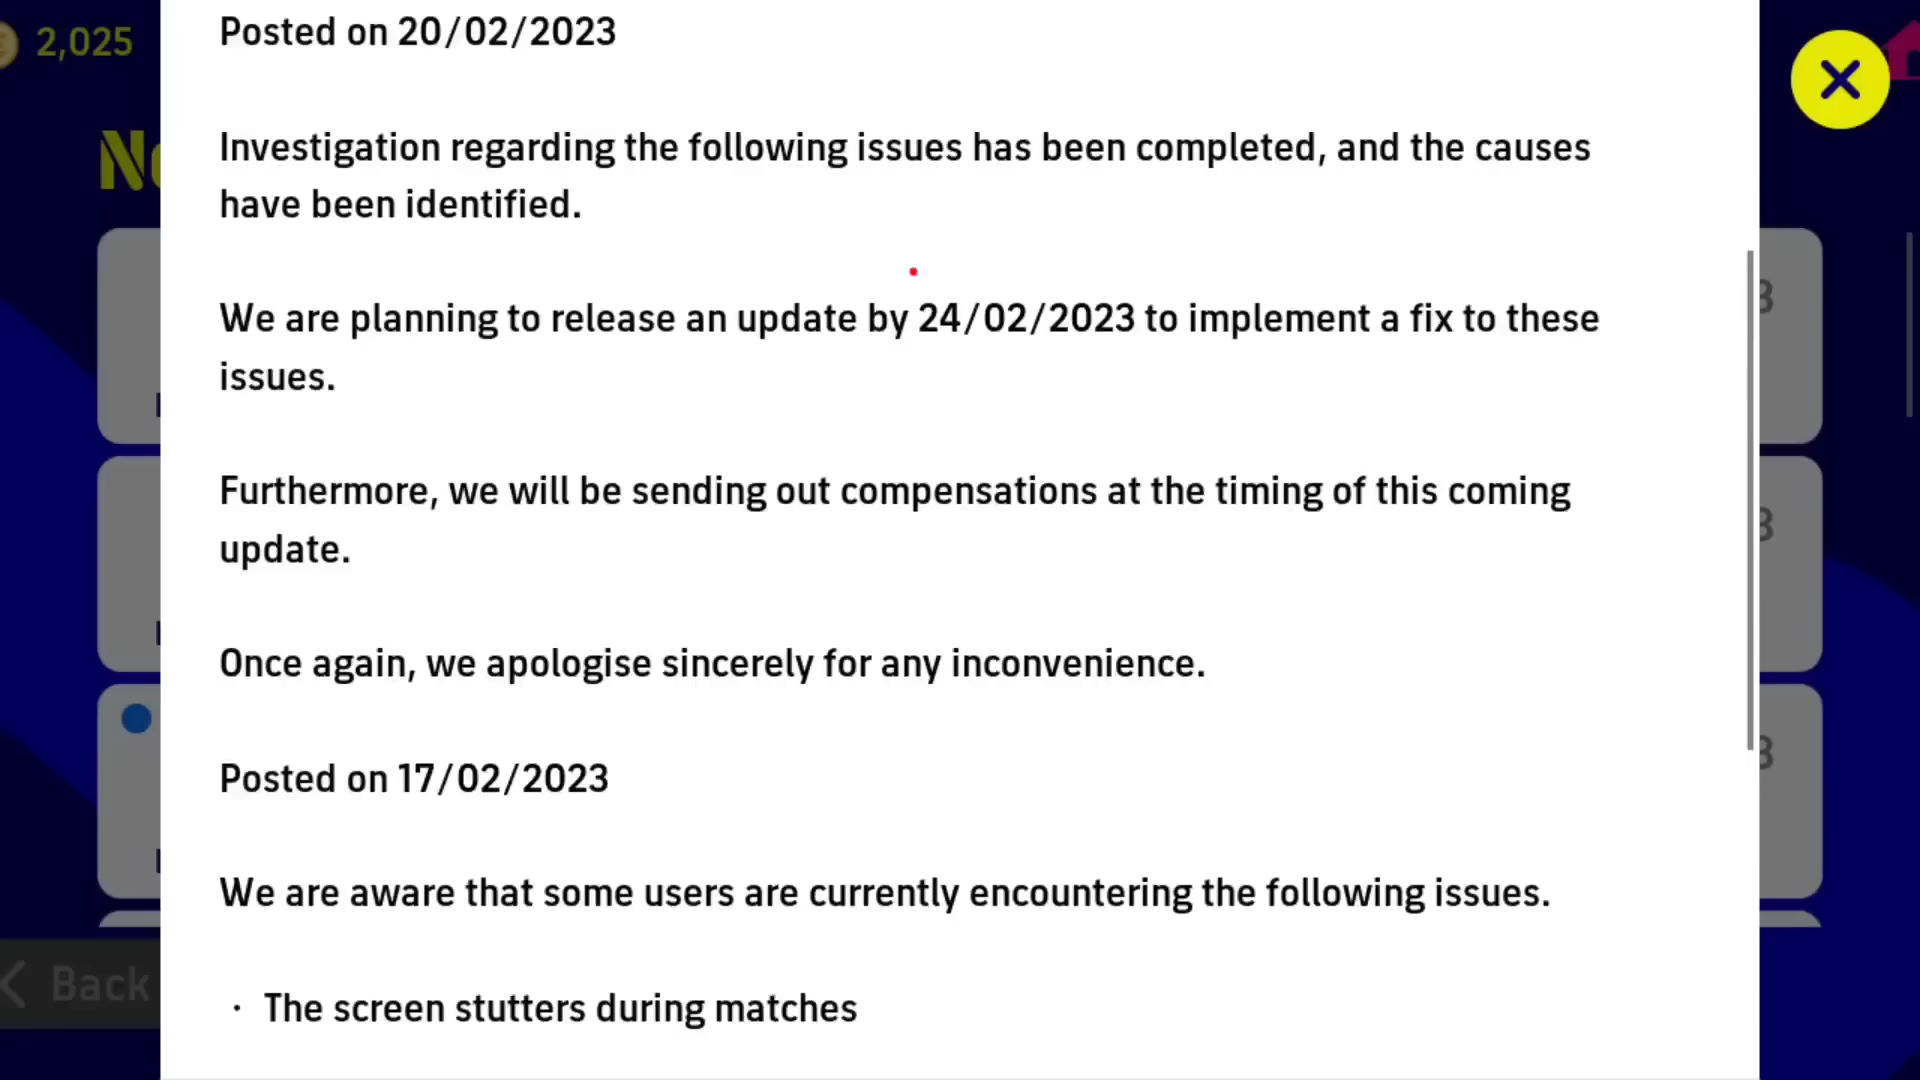 2,025
Posted on 20/02/2023
Investigation regarding the following issues has been completed, and the causes
have been identified.
We are planning to release an update by 24/02/2023 to implement a fix to these
issues.
Furthermore, we will be sending out compensations at the timing of this coming
update.
Once again, we apologise sincerely for any inconvenience.
Posted on 17/02/2023
We are aware that some users are currently encountering the following issues.
· The screen stutters during matches
Back